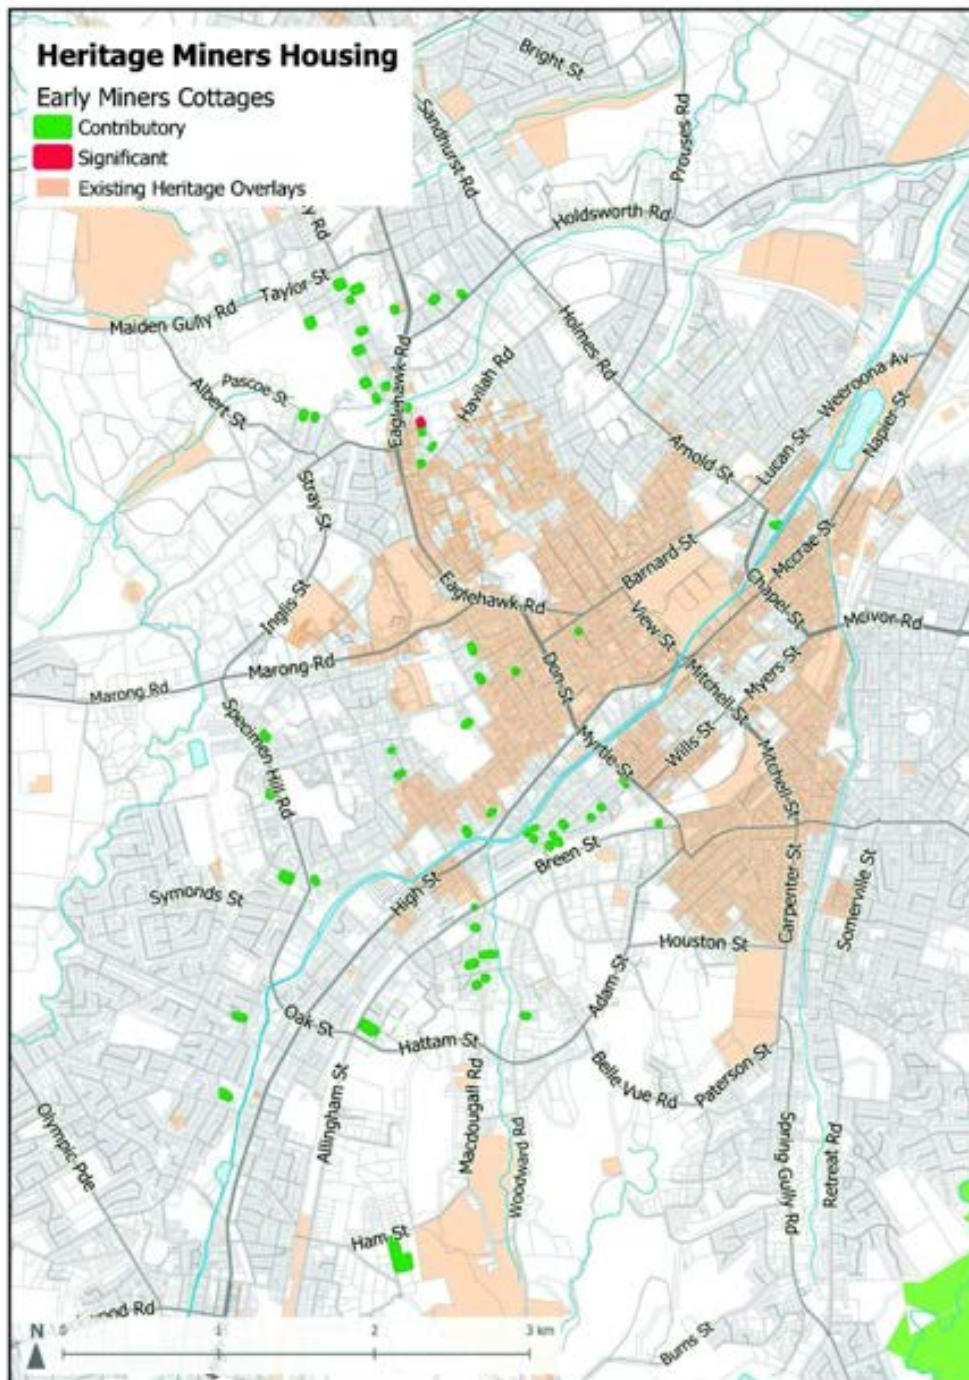 Heritage Miners Housing
Early Miners Cottages
Contributory
Significant
Existing Heritage Overlays
Bright St
Sandhurst Rd
Prouses Rd
Holdsworth Rd
y Rd
Taylor St
Maiden Gully Rd
Holmes Rd
Eaglehawk Rd
Havilah Rd
Pascoe St
Albert St
Weeroona Av
Napier St
Lucan St
Arnold St
Stray St
Mccrae St
Barnard St
Chapel St
Eaglehawk Rd
View St
Inglis St
Mcivor Rd
Marong Rd
Marong Rd
Don St
Mitchell St
Myers St
Specimen Hill Rd
Myrtle St
Wills St
Mitchell St
Breen St
High St
Symonds St
Carpenter St
Somerville St
Houston St
Adam St
Oak St
Hattam St
Belle Vue Rd
Paterson St
Allingham St
Macdougall Rd
Woodward Rd
Olympic Pde
Spring Gully Rd
Retreat Rd
Ham St
wood Rd
Burns St
N
0
1
2
3 km